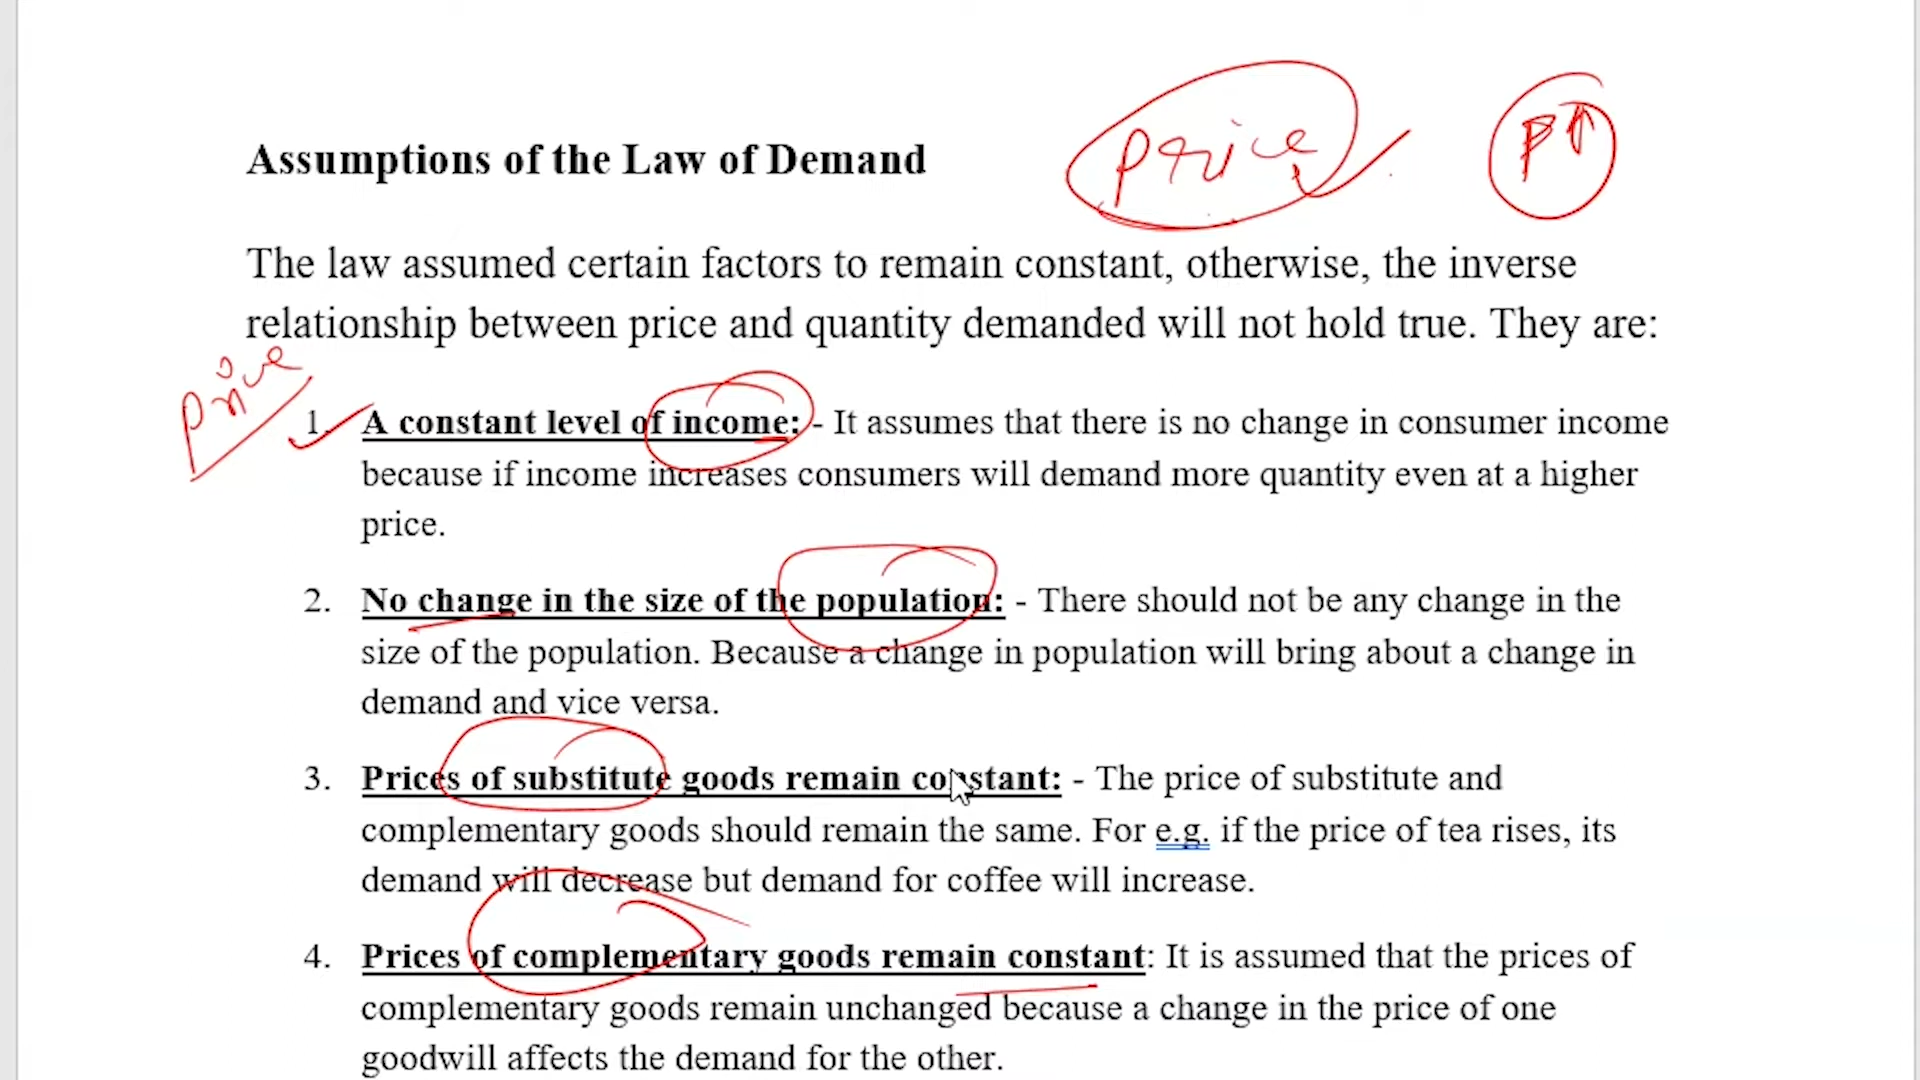 Assumptions of the Law of Demand
price
P↑
The law assumed certain factors to remain constant, otherwise, the inverse
relationship between price and quantity demanded will not hold true. They are:
price
1. A constant level of income: - It assumes that there is no change in consumer income
because if income increases consumers will demand more quantity even at a higher
price.
2. No change in the size of the population: - There should not be any change in the
size of the population. Because a change in population will bring about a change in
demand and vice versa.
3. Prices of substitute goods remain constant: - The price of substitute and
complementary goods should remain the same. For e.g. if the price of tea rises, its
demand will decrease but demand for coffee will increase.
4. Prices of complementary goods remain constant: It is assumed that the prices of
complementary goods remain unchanged because a change in the price of one
goodwill affects the demand for the other.